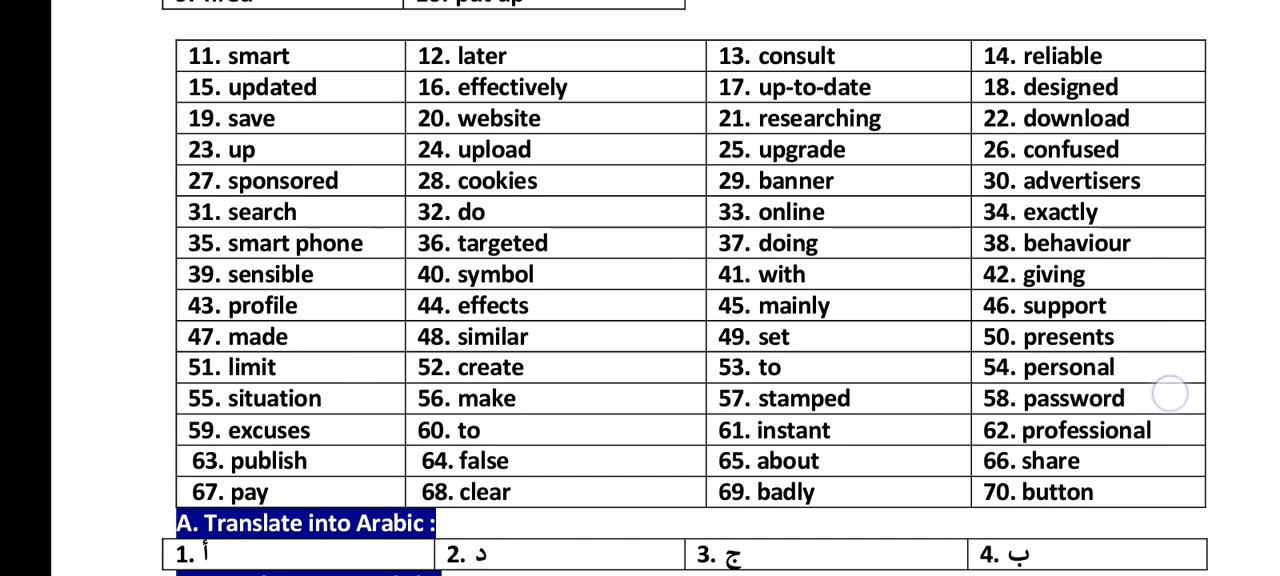 11. smart 12. later 13. consult 14. reliable
15. updated 16. effectively 17. up-to-date 18. designed
19. save 20. website 21. researching 22. download
23. up 24. upload 25. upgrade 26. confused
27. sponsored 28. cookies 29. banner 30. advertisers
31. search 32. do 33. online 34. exactly
35. smart phone 36. targeted 37. doing 38. behaviour
39. sensible 40. symbol 41. with 42. giving
43. profile 44. effects 45. mainly 46. support
47. made 48. similar 49. set 50. presents
51. limit 52. create 53. to 54. personal
55. situation 56. make 57. stamped 58. password
59. excuses 60. to 61. instant 62. professional
63. publish 64. false 65. about 66. share
67. pay 68. clear 69. badly 70. button
A. Translate into Arabic :
1. أ 2. د 3. ج 4. ب